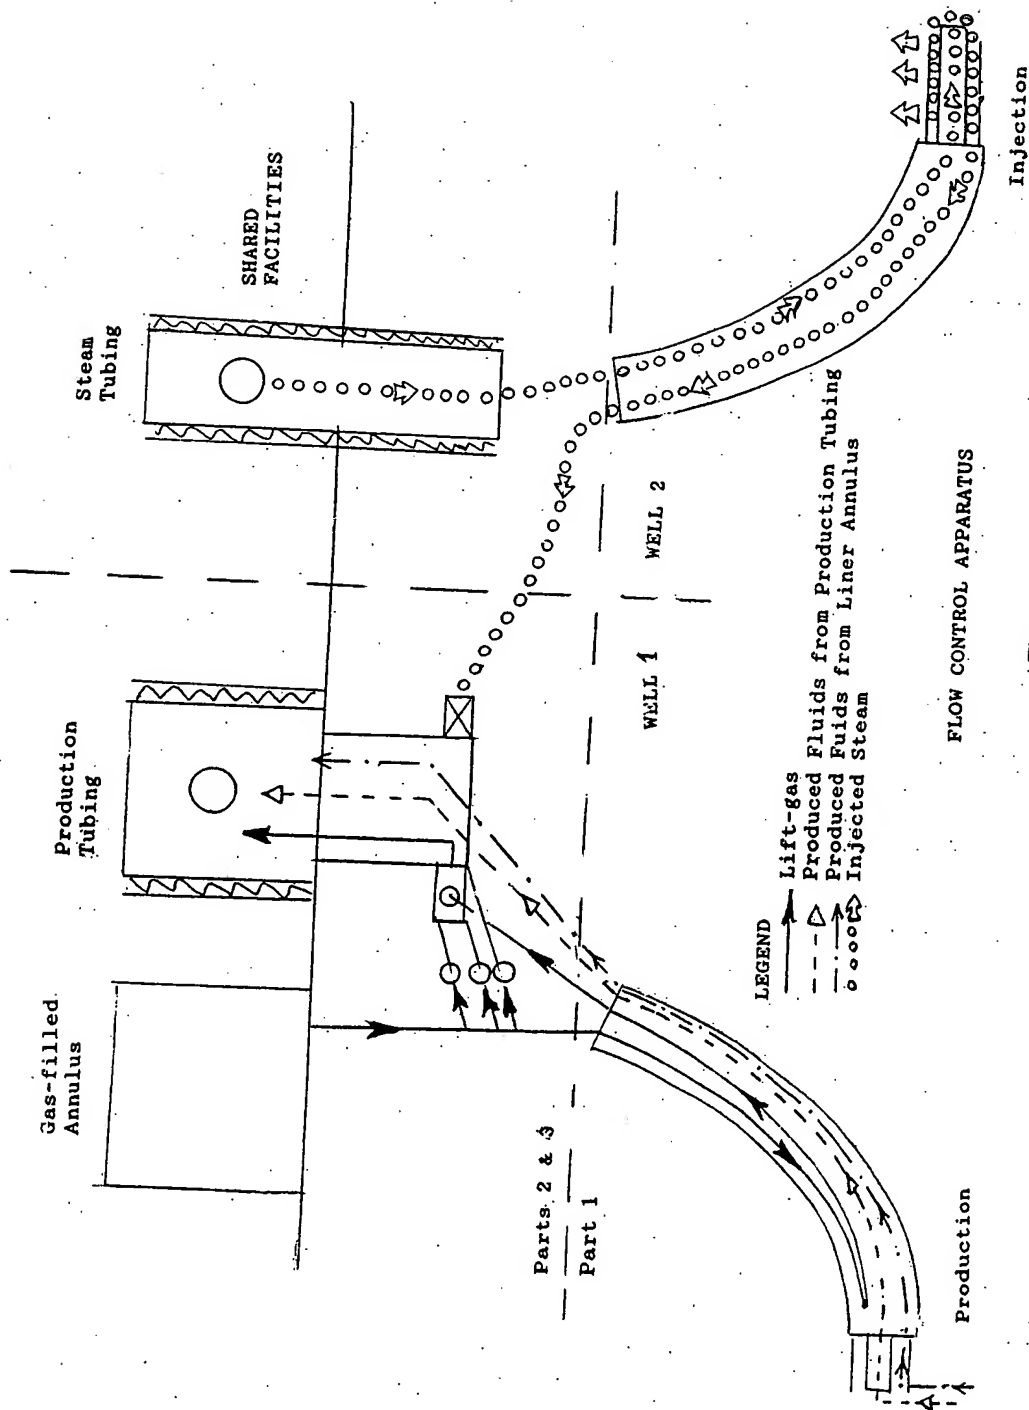 Gas-filled
Annulus
Production
Tubing
Steam
Tubing
SHARED
FACILITIES
Parts 2 & 3
Part 1
WELL 1
WELL 2
Production
Injection
LEGEND
Lift-gas
Produced Fluids from Production Tubing
Produced Fuids from Liner Annulus
Injected Steam
FLOW CONTROL APPARATUS